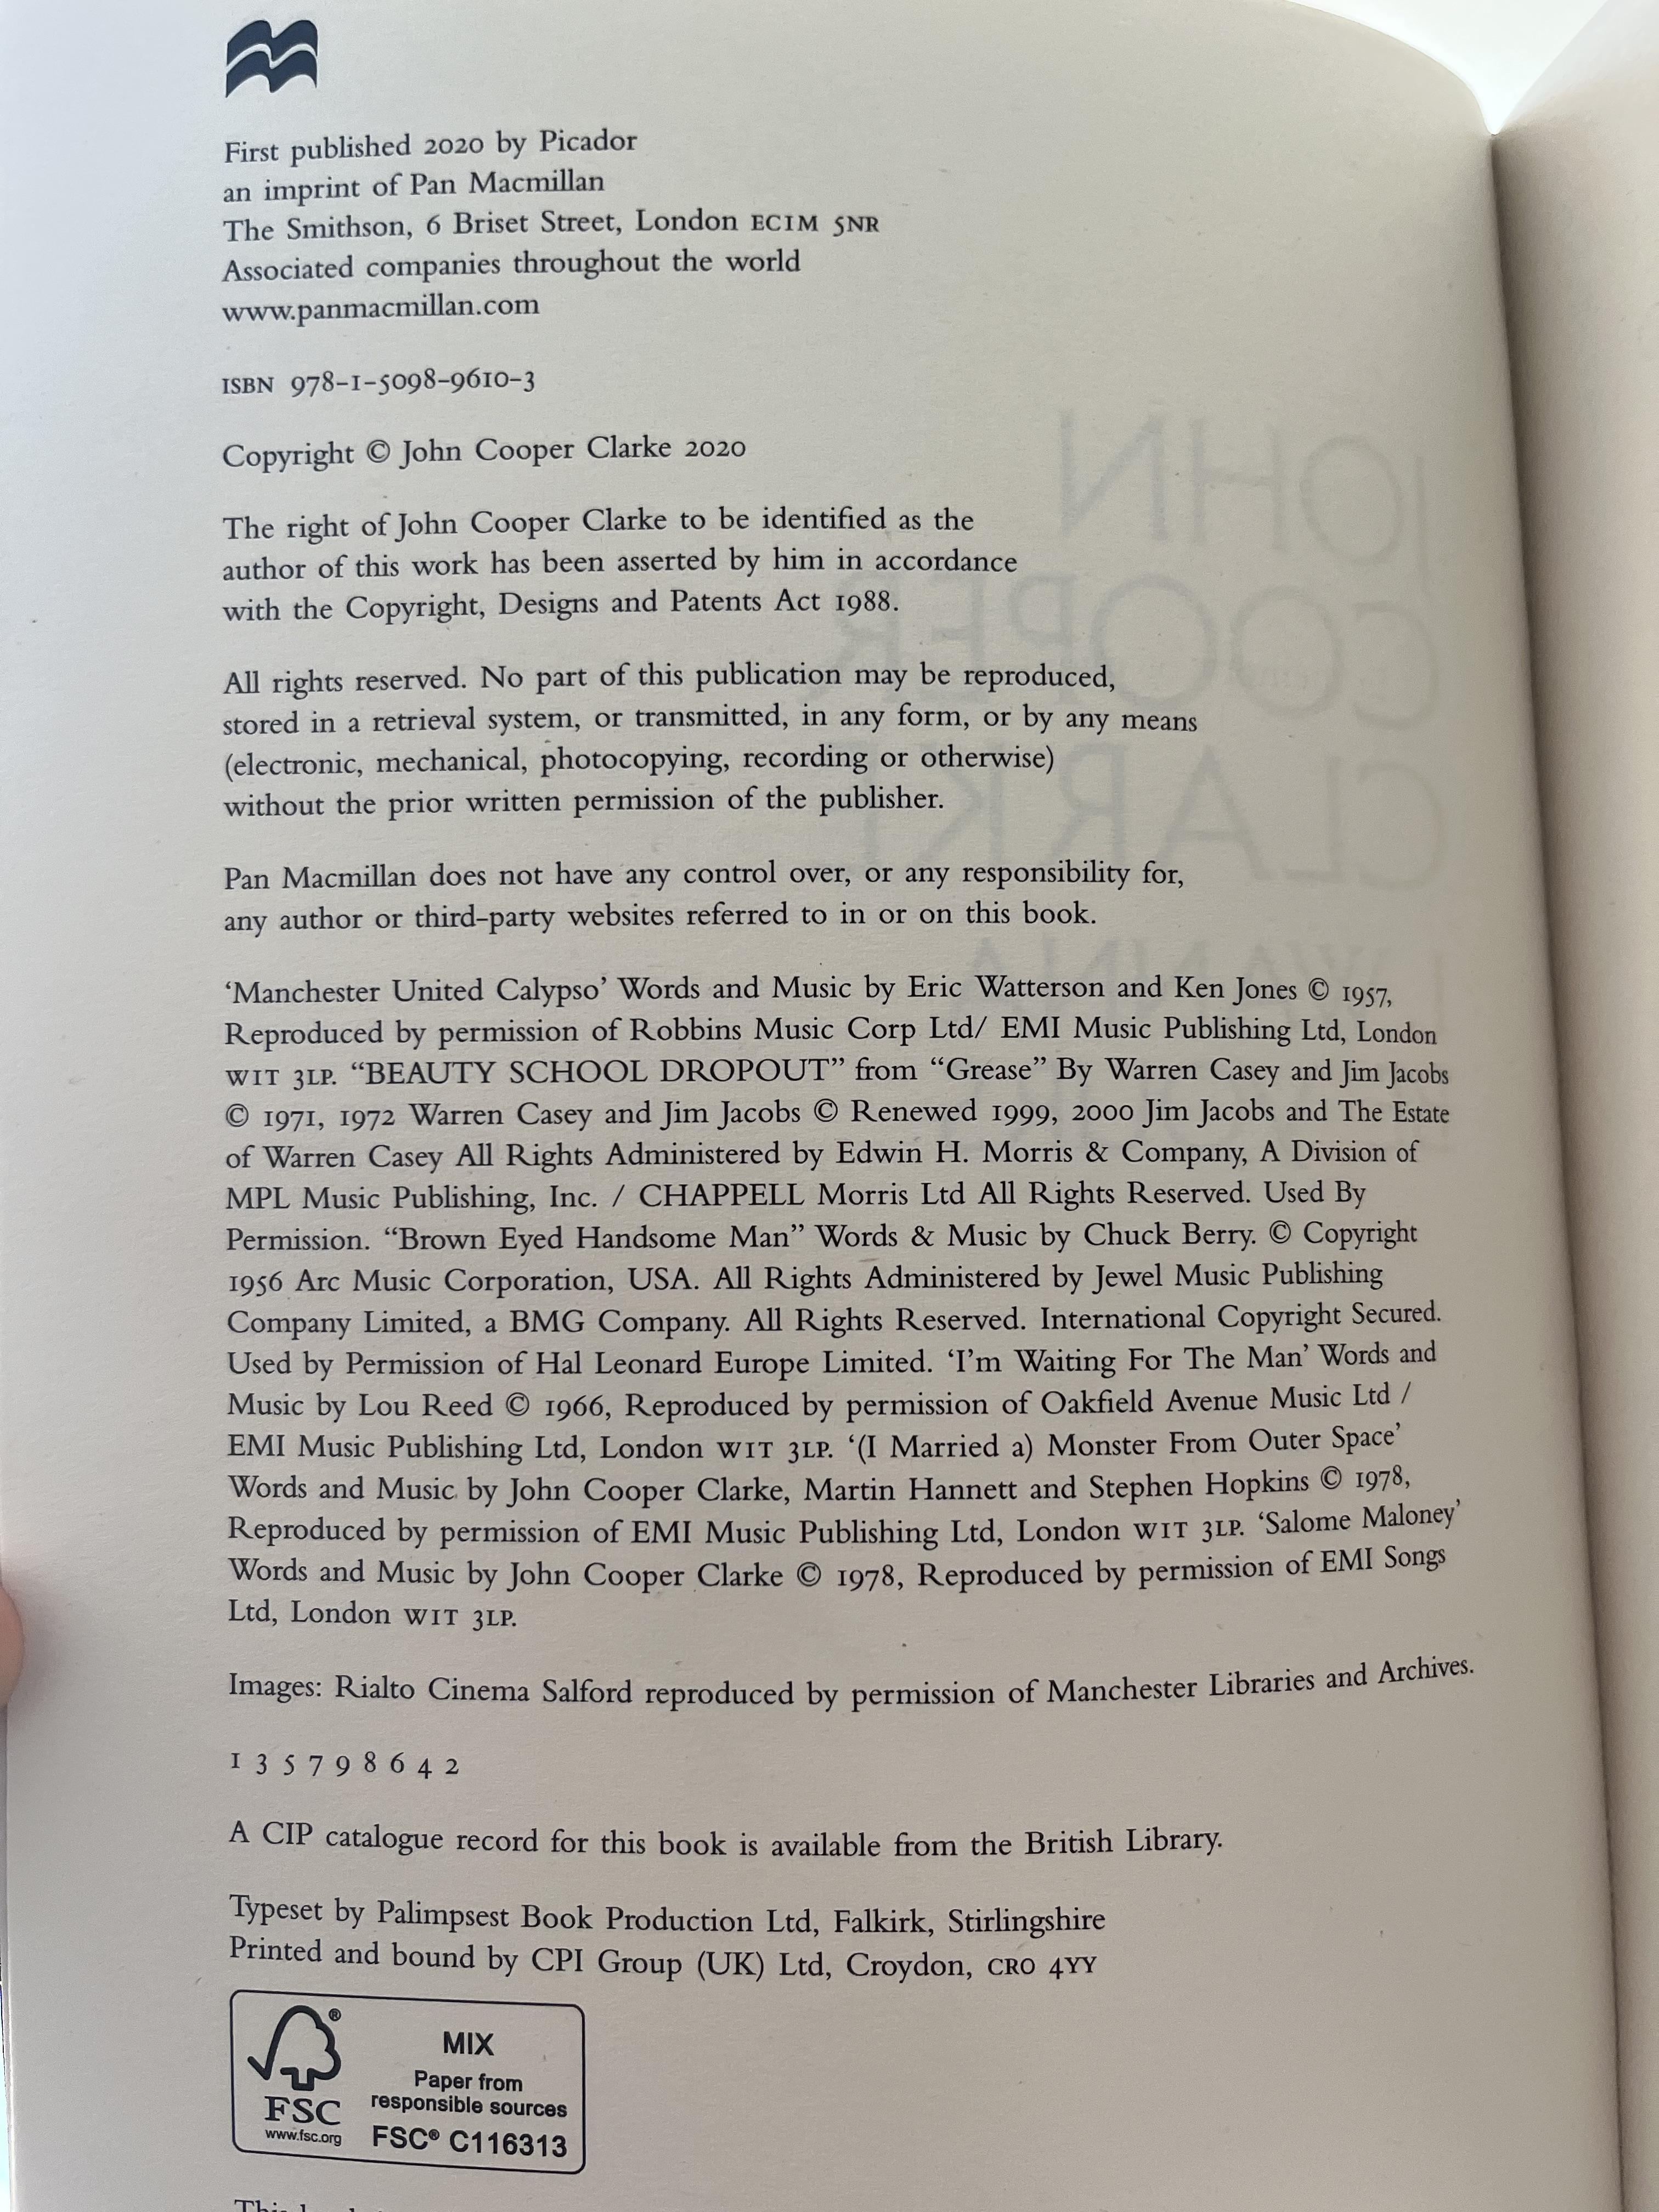 First published 2020 by Picador
an imprint of Pan Macmillan
The Smithson, 6 Briset Street, London EC1M 5NR
Associated companies throughout the world
www.panmacmillan.com
ISBN 978-1-5098-9610-3
Copyright © John Cooper Clarke 2020
The right of John Cooper Clarke to be identified as the
author of this work has been asserted by him in accordance
with the Copyright, Designs and Patents Act 1988.
All rights reserved. No part of this publication may be reproduced,
stored in a retrieval system, or transmitted, in any form, or by any means
(electronic, mechanical, photocopying, recording or otherwise)
without the prior written permission of the publisher.
Pan Macmillan does not have any control over, or any responsibility for,
any author or third-party websites referred to in or on this book.
‘Manchester United Calypso’ Words and Music by Eric Watterson and Ken Jones © 1957,
Reproduced by permission of Robbins Music Corp Ltd/ EMI Music Publishing Ltd, London
W1T 3LP. “BEAUTY SCHOOL DROPOUT” from “Grease” By Warren Casey and Jim Jacobs
© 1971, 1972 Warren Casey and Jim Jacobs © Renewed 1999, 2000 Jim Jacobs and The Estate
of Warren Casey All Rights Administered by Edwin H. Morris & Company, A Division of
MPL Music Publishing, Inc. / CHAPPELL Morris Ltd All Rights Reserved. Used By
Permission. “Brown Eyed Handsome Man” Words & Music by Chuck Berry. © Copyright
1956 Arc Music Corporation, USA. All Rights Administered by Jewel Music Publishing
Company Limited, a BMG Company. All Rights Reserved. International Copyright Secured.
Used by Permission of Hal Leonard Europe Limited. ‘I’m Waiting For The Man’ Words and
Music by Lou Reed © 1966, Reproduced by permission of Oakfield Avenue Music Ltd /
EMI Music Publishing Ltd, London W1T 3LP. ‘(I Married a) Monster From Outer Space’
Words and Music by John Cooper Clarke, Martin Hannett and Stephen Hopkins © 1978,
Reproduced by permission of EMI Music Publishing Ltd, London W1T 3LP. ‘Salome Maloney’
Words and Music by John Cooper Clarke © 1978, Reproduced by permission of EMI Songs
Ltd, London W1T 3LP.
Images: Rialto Cinema Salford reproduced by permission of Manchester Libraries and Archives.
1 3 5 7 9 8 6 4 2
A CIP catalogue record for this book is available from the British Library.
Typeset by Palimpsest Book Production Ltd, Falkirk, Stirlingshire
Printed and bound by CPI Group (UK) Ltd, Croydon, CR0 4YY
MIX
Paper from
responsible sources
FSC® C116313
FSC
www.fsc.org
JOHN
COOPER
CLARKE